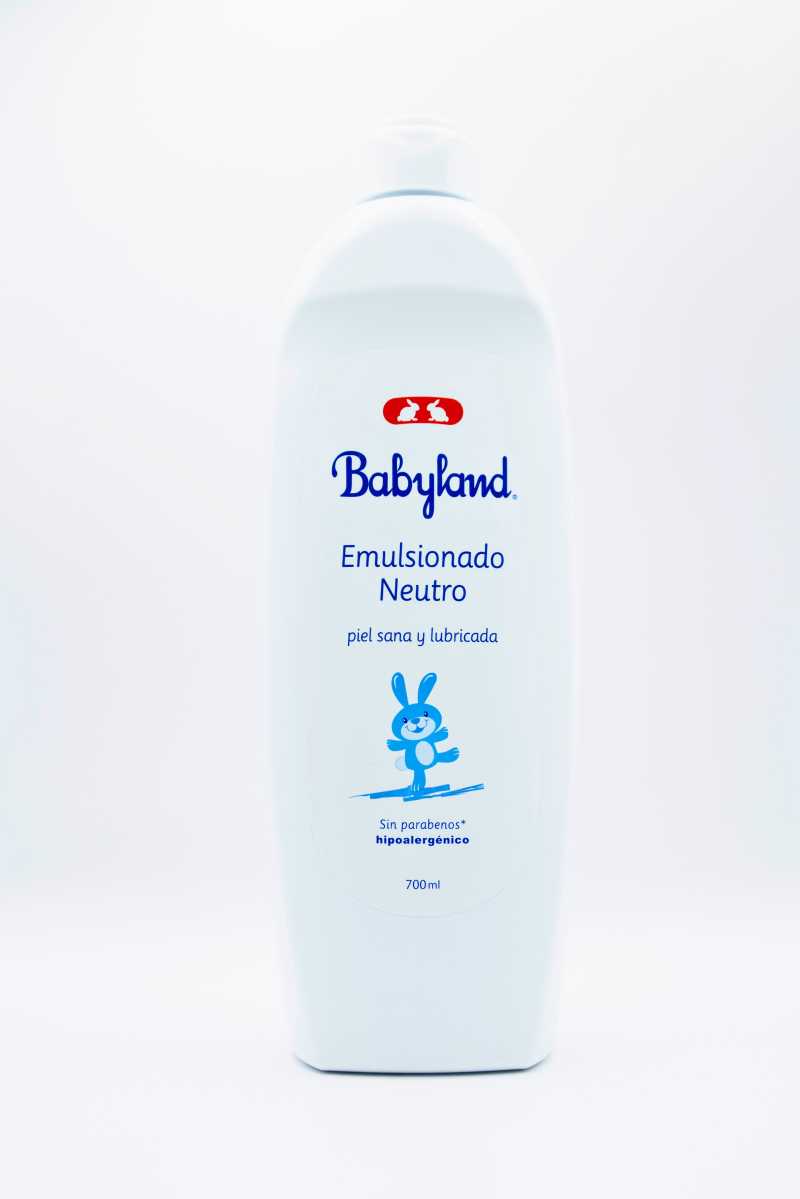 Babyland®
Emulsionado
Neutro
piel sana y lubricada
Sin parabenos*
hipoalergénico
700ml